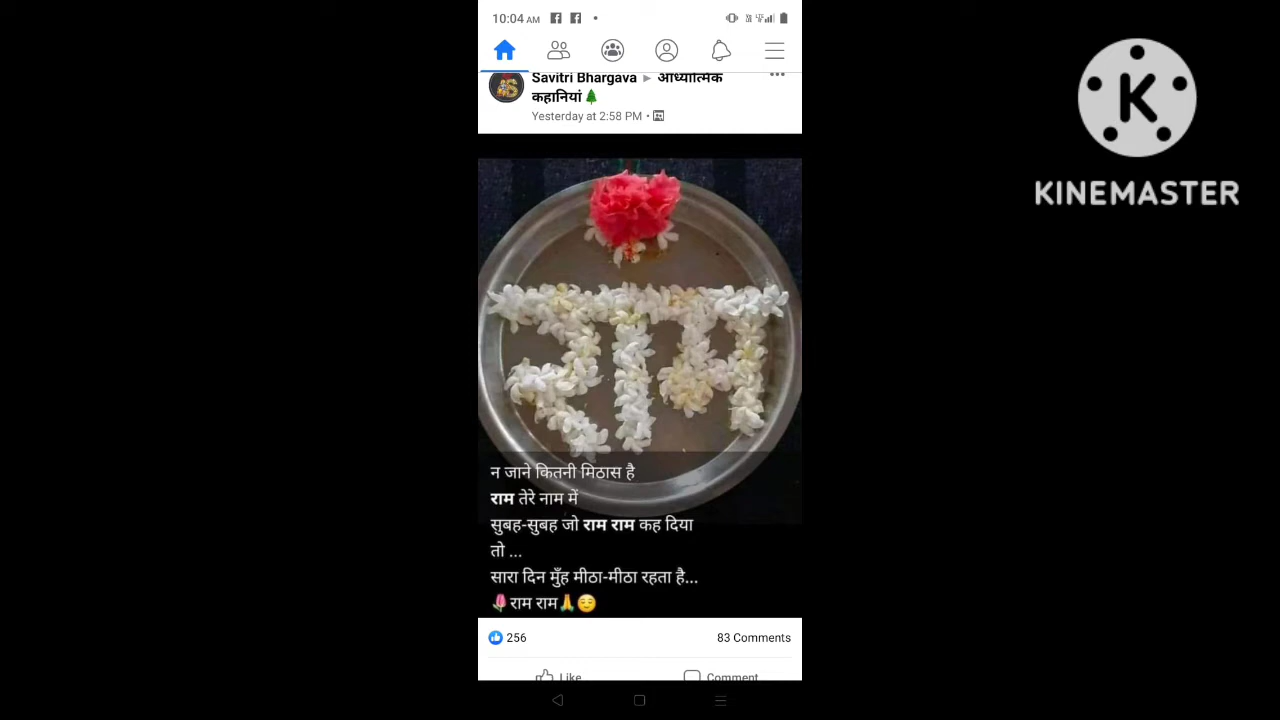 10:04 AM
Savitri Bhargava ▸ आध्यात्मिक
कहानियां🌲
Yesterday at 2:58 PM
KINEMASTER
राम
न जाने कितनी मिठास है
राम तेरे नाम में
सुबह-सुबह जो राम राम कह दिया
तो ...
सारा दिन मुँह मीठा-मीठा रहता है...
🌷राम राम🙏😌
256
83 Comments
Like
Comment